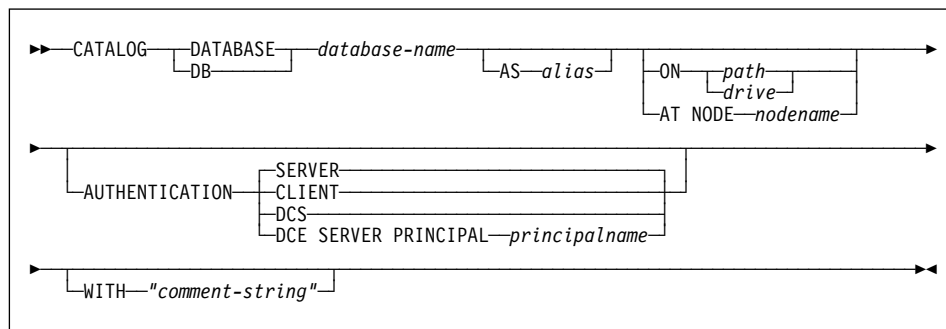 CATALOG DATABASE database-name
DB AS alias ON path
drive
AT NODE nodename
SERVER
AUTHENTICATION CLIENT
DCS
DCE SERVER PRINCIPAL principalname
WITH "comment-string"